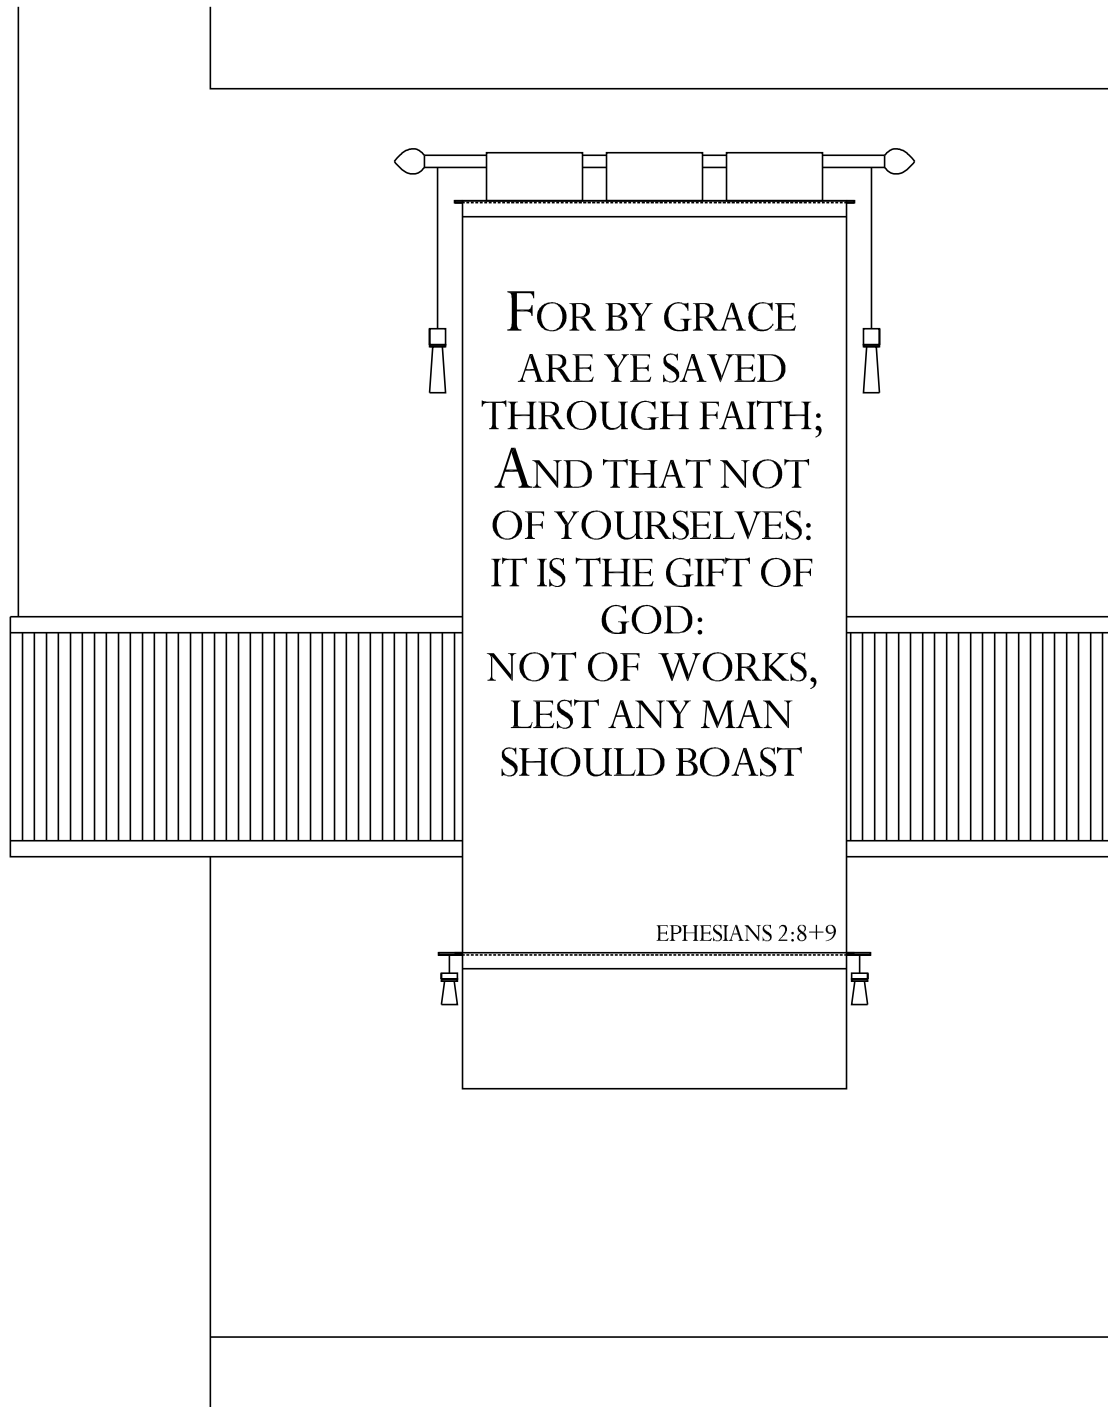 FOR BY GRACE
ARE YE SAVED
THROUGH FAITH;
AND THAT NOT
OF YOURSELVES:
IT IS THE GIFT OF
GOD:
NOT OF WORKS,
LEST ANY MAN
SHOULD BOAST
EPHESIANS 2:8+9